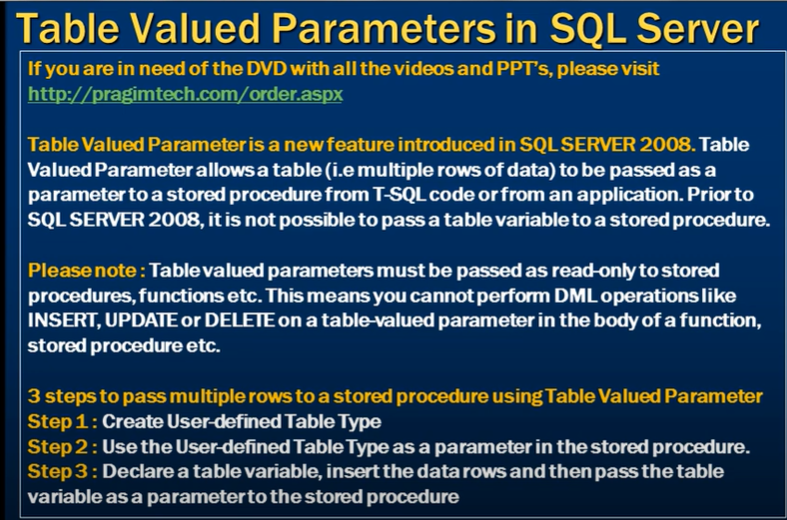 Table Valued Parameters in SQL Server
If you are in need of the DVD with all the videos and PPT's, please visit
http://pragimtech.com/order.aspx
Table Valued Parameter is a new feature introduced in SQL SERVER 2008. Table
Valued Parameter allows a table (i.e multiple rows of data) to be passed as a
parameter to a stored procedure from T-SQL code or from an application. Prior to
SQL SERVER 2008, it is not possible to pass a table variable to a stored procedure.
Please note : Table valued parameters must be passed as read-only to stored
procedures, functions etc. This means you cannot perform DML operations like
INSERT, UPDATE or DELETE on a table-valued parameter in the body of a function,
stored procedure etc.
3 steps to pass multiple rows to a stored procedure using Table Valued Parameter
Step 1 : Create User-defined Table Type
Step 2 : Use the User-defined Table Type as a parameter in the stored procedure.
Step 3 : Declare a table variable, insert the data rows and then pass the table
variable as a parameter to the stored procedure